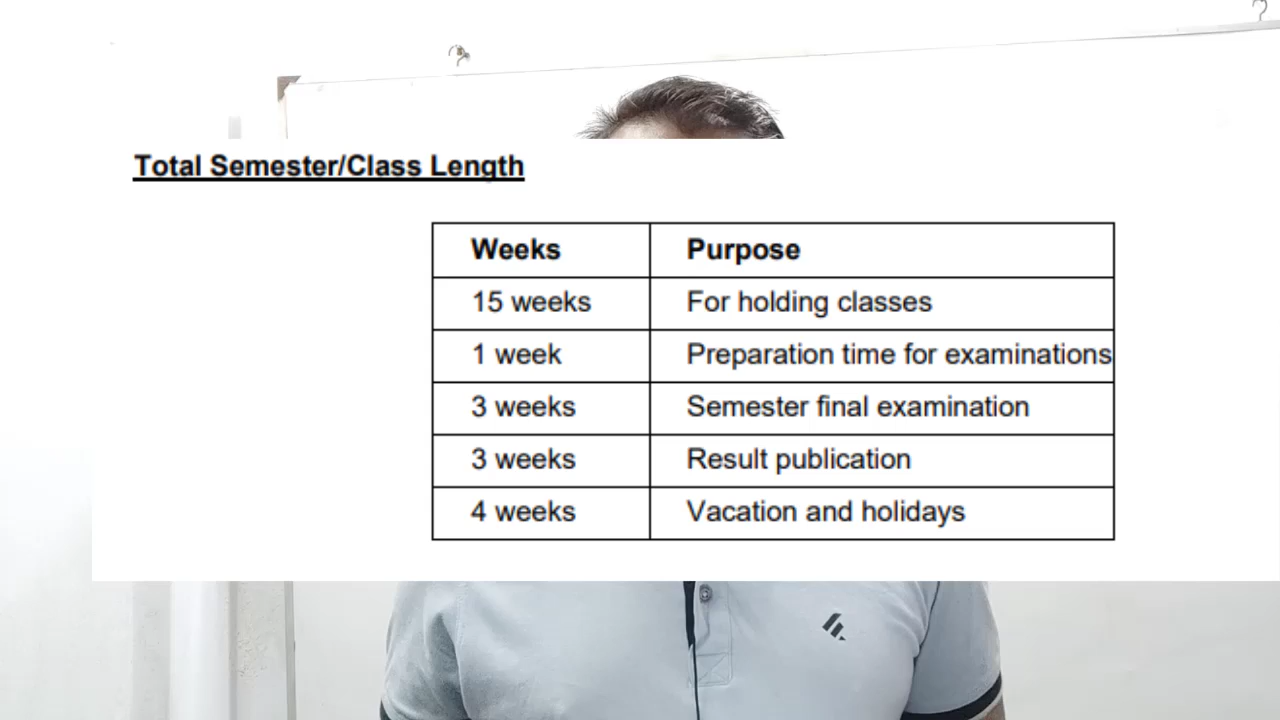 Total Semester/Class Length
Weeks Purpose
15 weeks For holding classes
1 week Preparation time for examinations
3 weeks Semester final examination
3 weeks Result publication
4 weeks Vacation and holidays